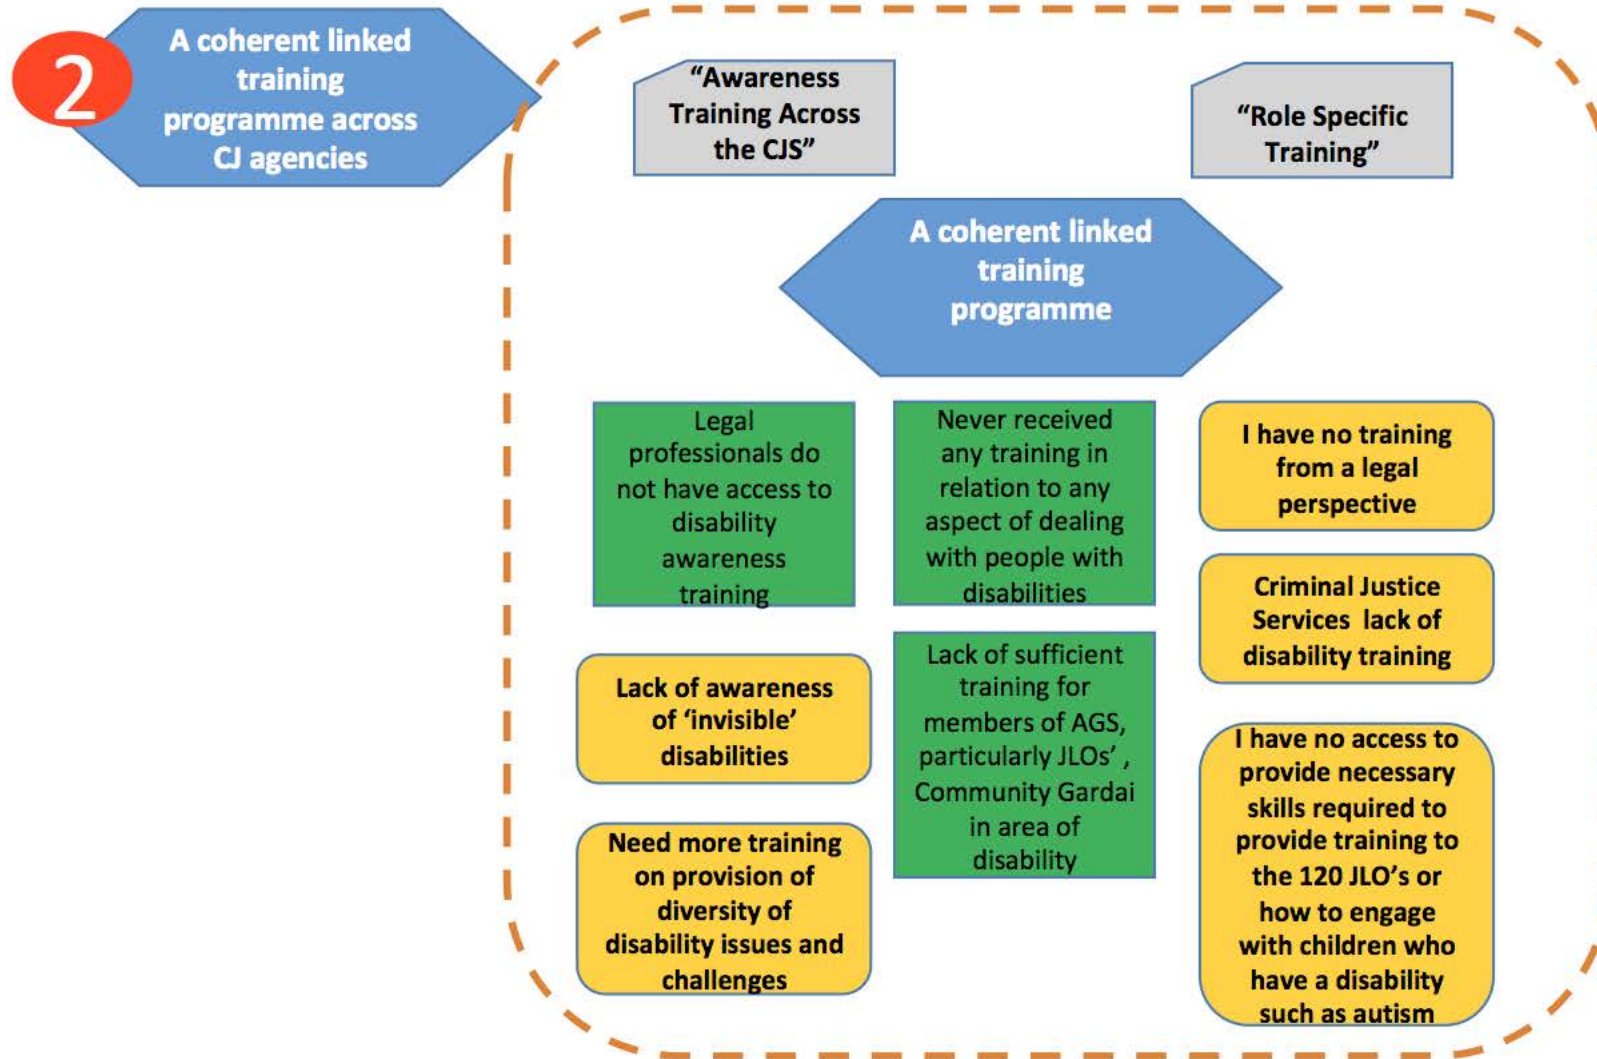 2
A coherent linked
training
programme across
CJ agencies
“Awareness
Training Across
the CJS”
“Role Specific
Training”
A coherent linked
training
programme
Legal
professionals do
not have access to
disability
awareness
training
Never received
any training in
relation to any
aspect of dealing
with people with
disabilities
I have no training
from a legal
perspective
Criminal Justice
Services lack of
disability training
Lack of awareness
of ‘invisible’
disabilities
Lack of sufficient
training for
members of AGS,
particularly JLOs’ ,
Community Gardai
in area of
disability
Need more training
on provision of
diversity of
disability issues and
challenges
I have no access to
provide necessary
skills required to
provide training to
the 120 JLO’s or
how to engage
with children who
have a disability
such as autism